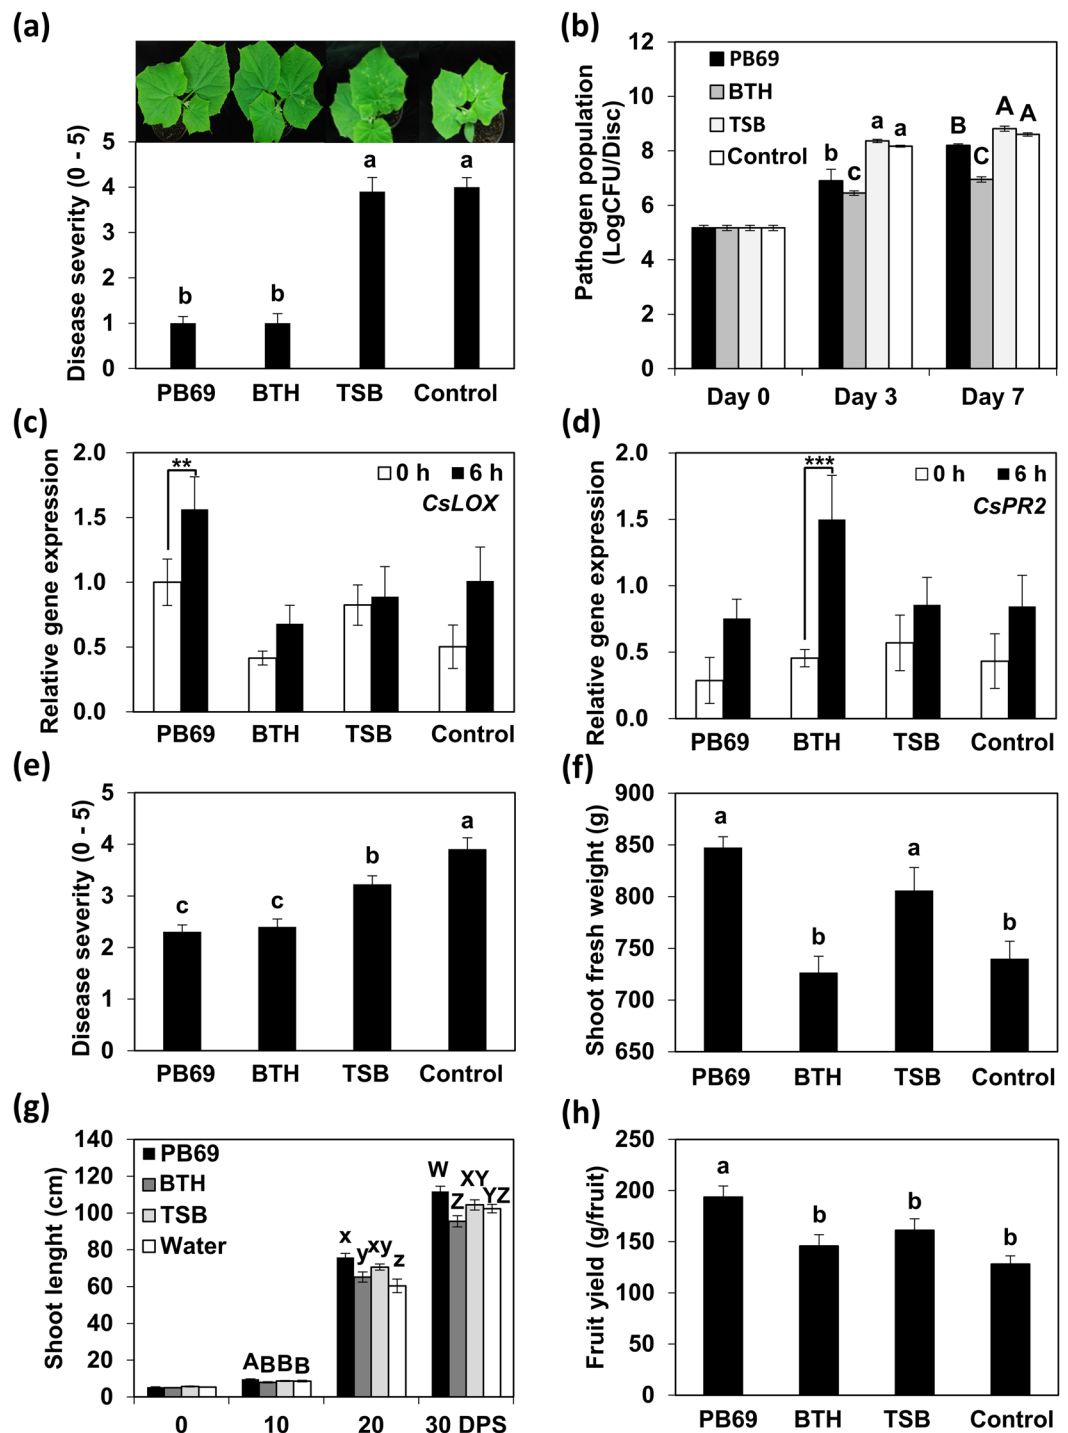 (a)
Disease severity (0 - 5)
5
4
3
2
1
0
b
b
a
a
PB69
BTH
TSB
Control
(b)
Pathogen population
(LogCFU/Disc)
12
10
8
6
4
2
0
PB69
BTH
TSB
Control
b
c
a
a
B
C
A
A
Day 0
Day 3
Day 7
(c)
Relative gene expression
2.0
1.5
1.0
0.5
0.0
**
0 h
6 h
CsLOX
PB69
BTH
TSB
Control
(d)
Relative gene expression
2.0
1.5
1.0
0.5
0.0
***
0 h
6 h
CsPR2
PB69
BTH
TSB
Control
(e)
Disease severity (0 - 5)
5
4
3
2
1
0
c
c
b
a
PB69
BTH
TSB
Control
(f)
Shoot fresh weight (g)
900
850
800
750
700
650
a
b
a
b
PB69
BTH
TSB
Control
(g)
Shoot lenght (cm)
140
120
100
80
60
40
20
0
PB69
BTH
TSB
Water
A
B
B
B
x
y
xy
z
W
Z
XY
YZ
0
10
20
30 DPS
(h)
Fruit yield (g/fruit)
250
200
150
100
50
0
a
b
b
b
PB69
BTH
TSB
Control